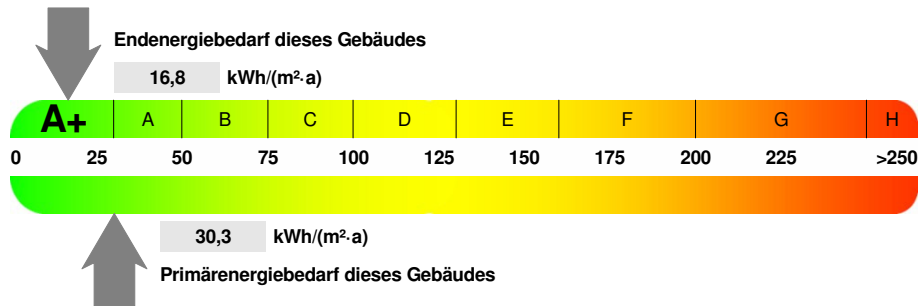 Endenergiebedarf dieses Gebäudes
16,8 kWh/(m²·a)
A+ A B C D E F G H
0 25 50 75 100 125 150 175 200 225 >250
30,3 kWh/(m²·a)
Primärenergiebedarf dieses Gebäudes